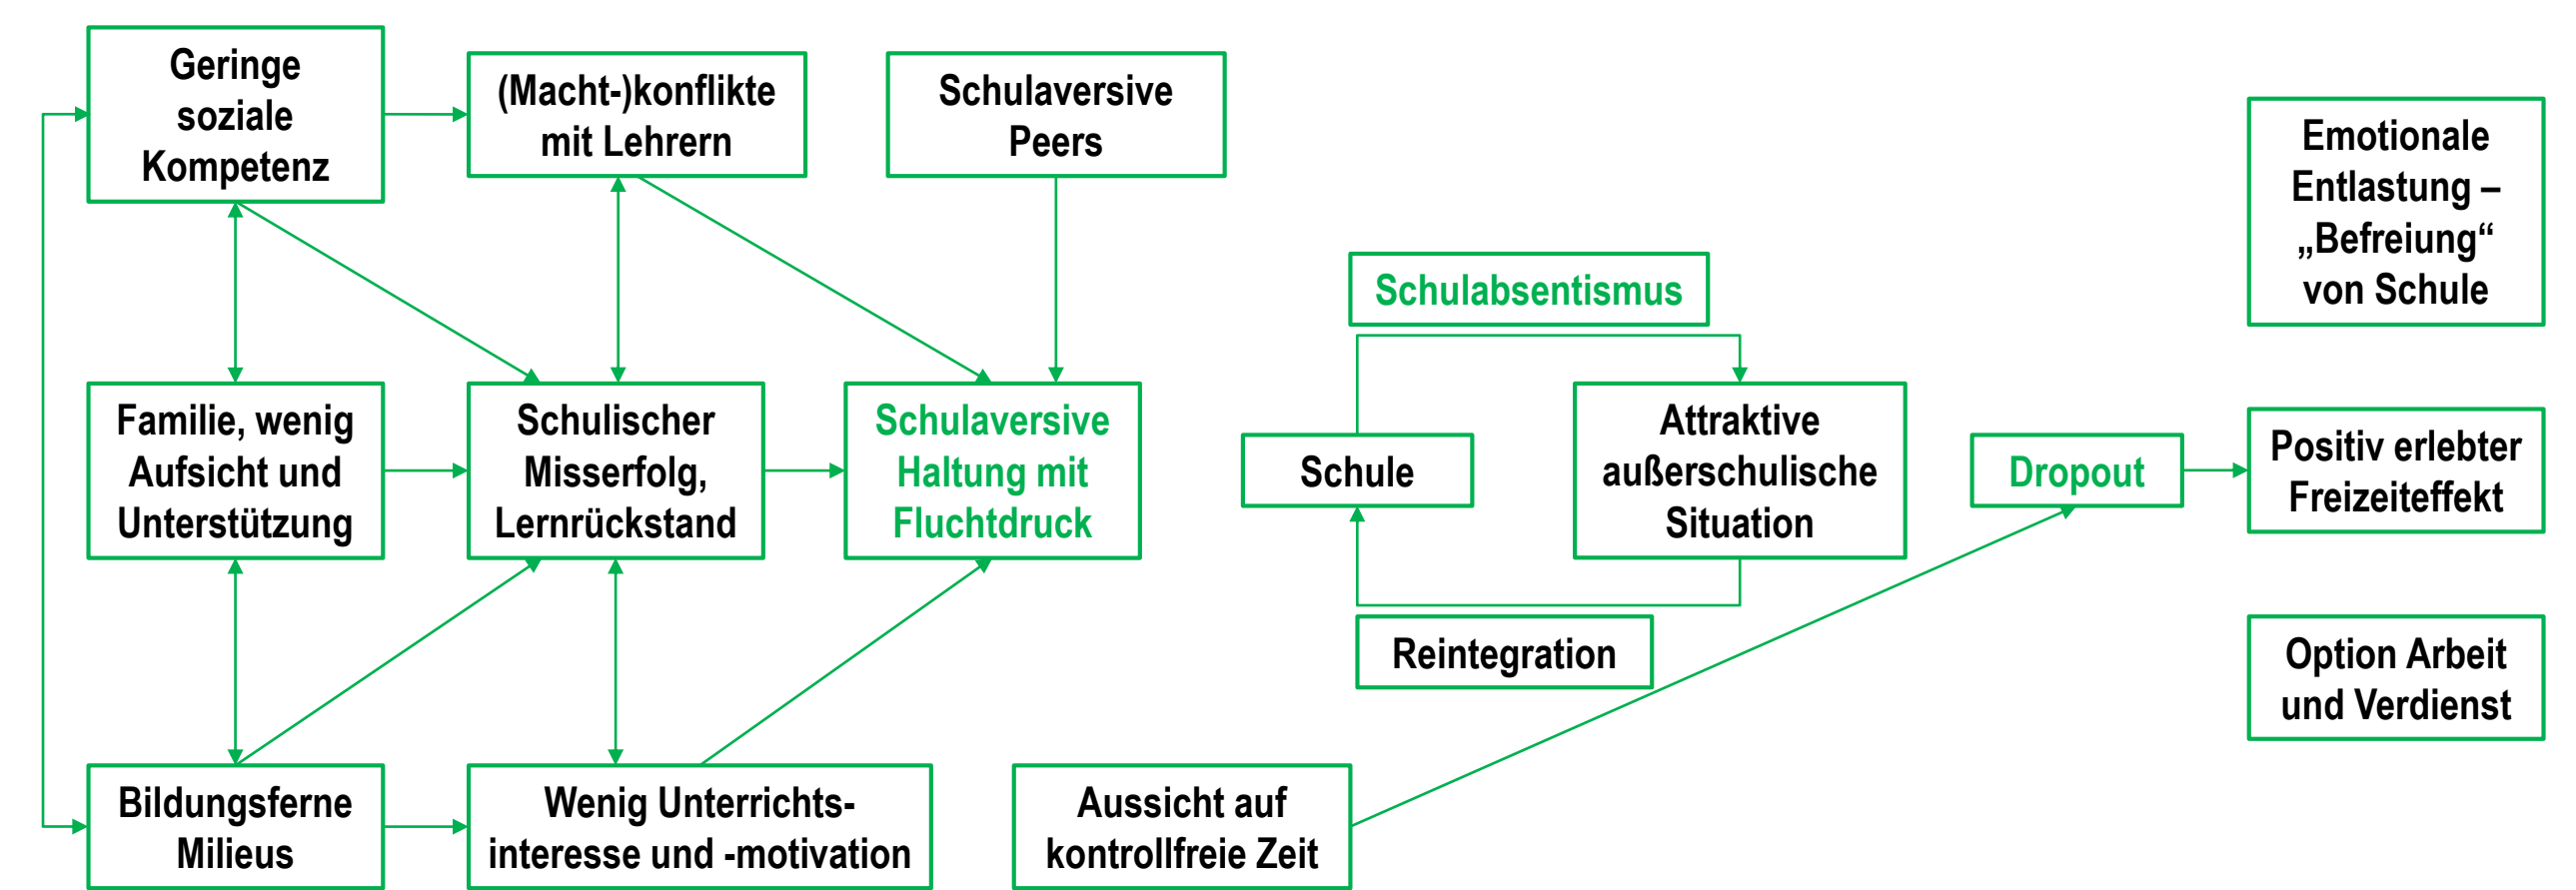 Geringe
soziale
Kompetenz
(Macht-)konflikte
mit Lehrern
Schulaversive
Peers
Emotionale
Entlastung –
„Befreiung“
von Schule
Schulabsentismus
Familie, wenig
Aufsicht und
Unterstützung
Schulischer
Misserfolg,
Lernrückstand
Schulaversive
Haltung mit
Fluchtdruck
Schule
Attraktive
außerschulische
Situation
Dropout
Positiv erlebter
Freizeiteffekt
Reintegration
Option Arbeit
und Verdienst
Bildungsferne
Milieus
Wenig Unterrichts-
interesse und -motivation
Aussicht auf
kontrollfreie Zeit